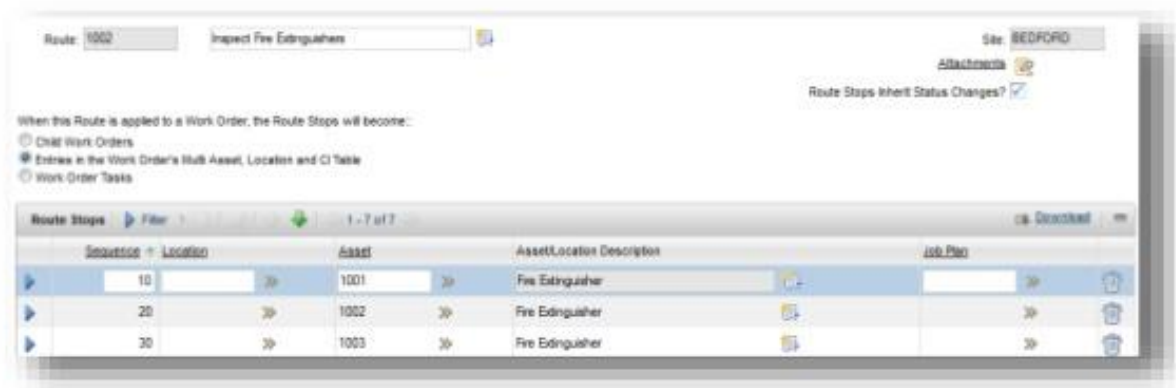 Route: 1002 Inspect Fire Extinguishers Site: BEDFORD
Attachments
Route Stops Inherit Status Changes?
When this Route is applied to a Work Order, the Route Stops will become:
Child Work Orders
Entries in the Work Order's Multi Asset, Location and CI Table
Work Order Tasks
Route Stops Filter 1 - 7 of 7 Download
Sequence Location Asset Asset/Location Description Job Plan
10 1001 Fire Extinguisher
20 1002 Fire Extinguisher
30 1003 Fire Extinguisher